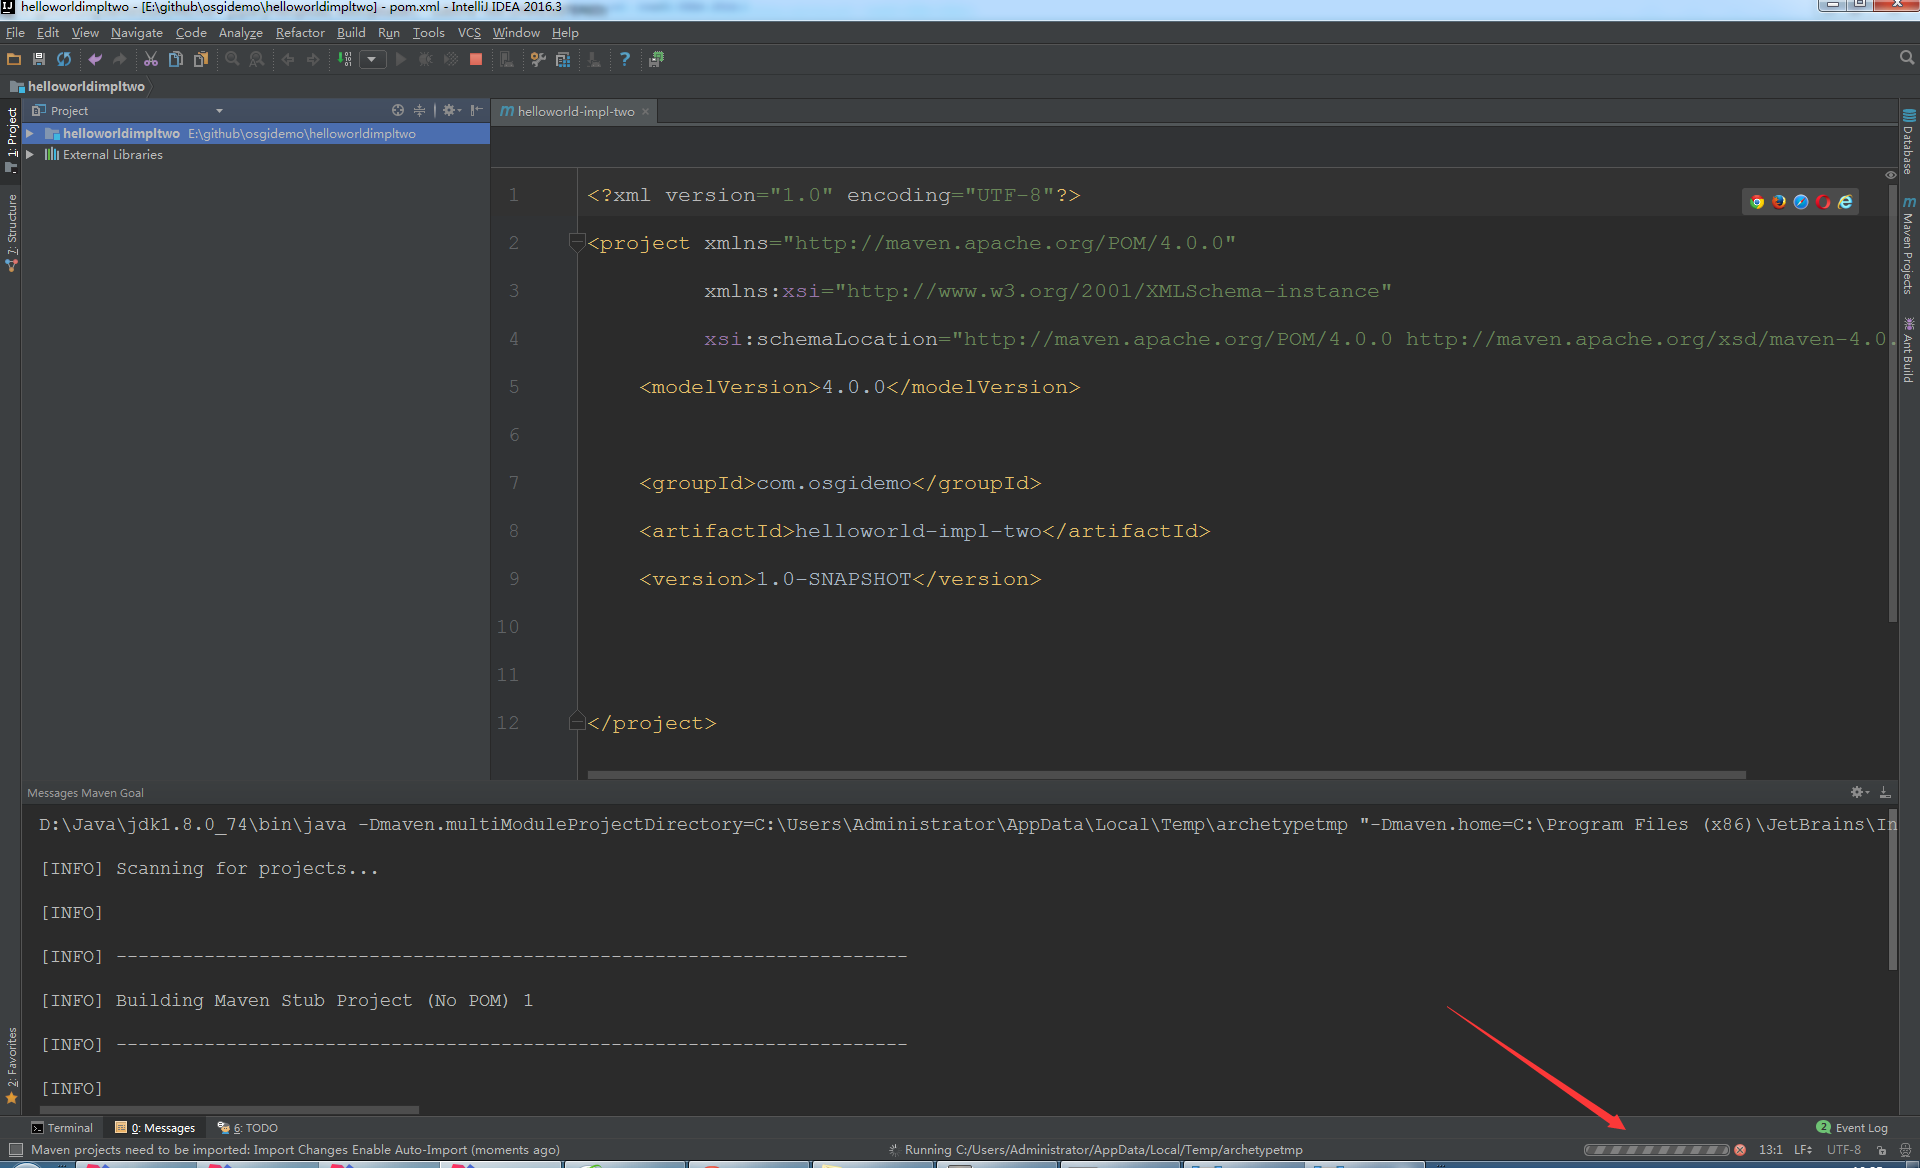 helloworldimpltwo - [E:\github\osgidemo\helloworldimpltwo] - pom.xml - IntelliJ IDEA 2016.3
File Edit View Navigate Code Analyze Refactor Build Run Tools VCS Window Help
helloworldimpltwo
Project
helloworld-impl-two
1: Project
helloworldimpltwo E:\github\osgidemo\helloworldimpltwo
External Libraries
7: Structure
2: Favorites
Database
Maven Projects
Ant Build
1 <?xml version="1.0" encoding="UTF-8"?>
2 <project xmlns="http://maven.apache.org/POM/4.0.0"
3 xmlns:xsi="http://www.w3.org/2001/XMLSchema-instance"
4 xsi:schemaLocation="http://maven.apache.org/POM/4.0.0 http://maven.apache.org/xsd/maven-4.0.
5 <modelVersion>4.0.0</modelVersion>
6
7 <groupId>com.osgidemo</groupId>
8 <artifactId>helloworld-impl-two</artifactId>
9 <version>1.0-SNAPSHOT</version>
10
11
12 </project>
Messages Maven Goal
D:\Java\jdk1.8.0_74\bin\java -Dmaven.multiModuleProjectDirectory=C:\Users\Administrator\AppData\Local\Temp\archetypetmp "-Dmaven.home=C:\Program Files (x86)\JetBrains\In
[INFO] Scanning for projects...
[INFO]
[INFO] ------------------------------------------------------------------------
[INFO] Building Maven Stub Project (No POM) 1
[INFO] ------------------------------------------------------------------------
[INFO]
Terminal 0: Messages 6: TODO 2 Event Log
Maven projects need to be imported: Import Changes Enable Auto-Import (moments ago) Running C:/Users/Administrator/AppData/Local/Temp/archetypetmp 13:1 LF UTF-8